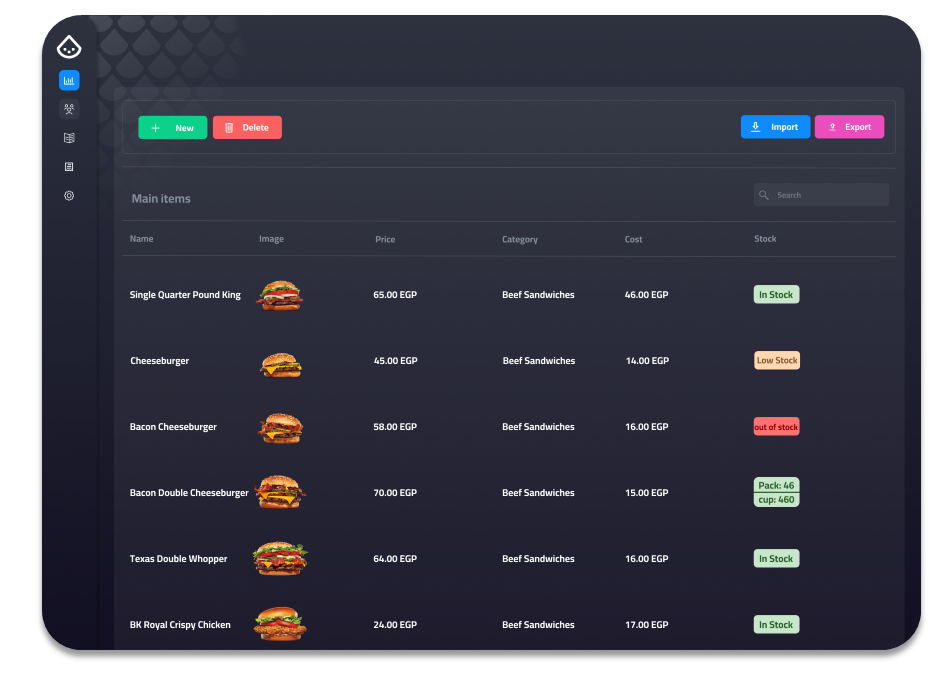 New
Delete
Import
Export
Main items
Search
Name Image Price Category Cost Stock
Single Quarter Pound King 65.00 EGP Beef Sandwiches 46.00 EGP In Stock
Cheeseburger 45.00 EGP Beef Sandwiches 14.00 EGP Low Stock
Bacon Cheeseburger 58.00 EGP Beef Sandwiches 16.00 EGP out of stock
Bacon Double Cheeseburger 70.00 EGP Beef Sandwiches 15.00 EGP Pack: 46
cup: 460
Texas Double Whopper 64.00 EGP Beef Sandwiches 16.00 EGP In Stock
BK Royal Crispy Chicken 24.00 EGP Beef Sandwiches 17.00 EGP In Stock